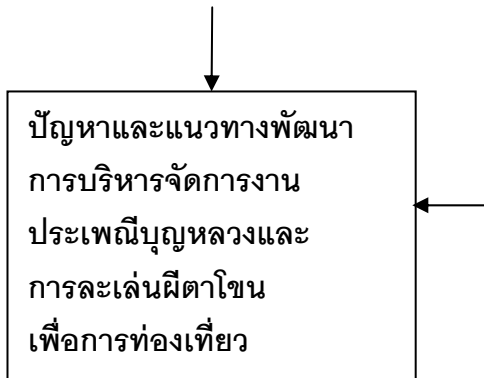 ปัญหาและแนวทางพัฒนา
การบริหารจัดการงาน
ประเพณีบุญหลวงและ
การละเล่นผีตาโขน
เพื่อการท่องเที่ยว